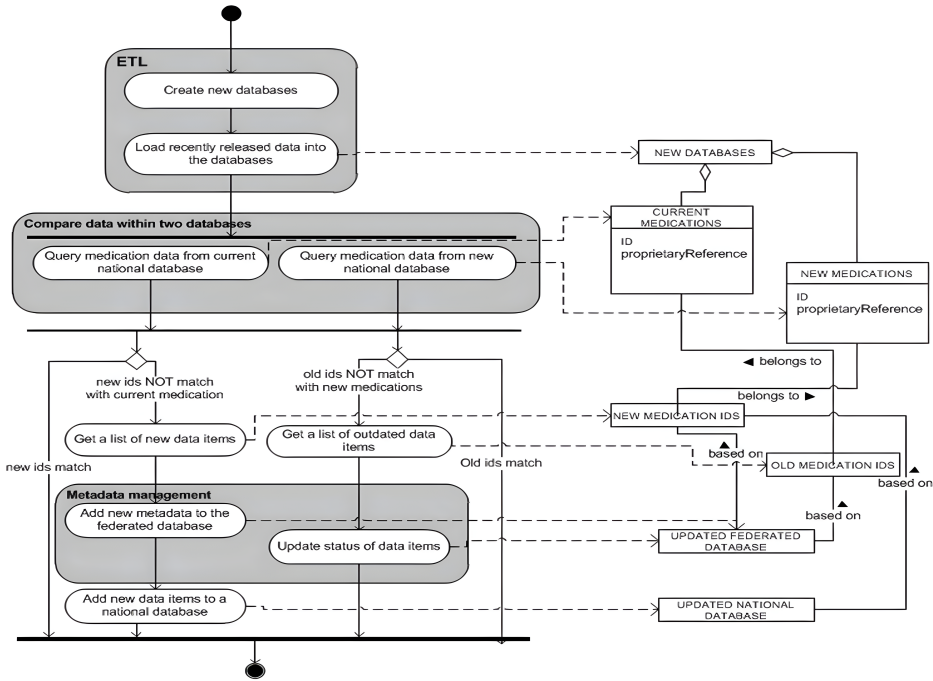 ETL
Create new databases
Load recently released data into
the databases
NEW DATABASES
Compare data within two databases
Query medication data from current
national database
Query medication data from new
national database
CURRENT
MEDICATIONS
ID
proprietaryReference
NEW MEDICATIONS
ID
proprietaryReference
new ids NOT match
with current medication
old ids NOT match
with new medications
◄ belongs to
belongs to ►
NEW MEDICATION IDS
Get a list of new data items
Get a list of outdated data
items
new ids match
Old ids match
▲
based on
OLD MEDICATION IDS
▲
based on
▲
based on
Metadata management
Add new metadata to the
federated database
Update status of data items
UPDATED FEDERATED
DATABASE
Add new data items to a
national database
UPDATED NATIONAL
DATABASE